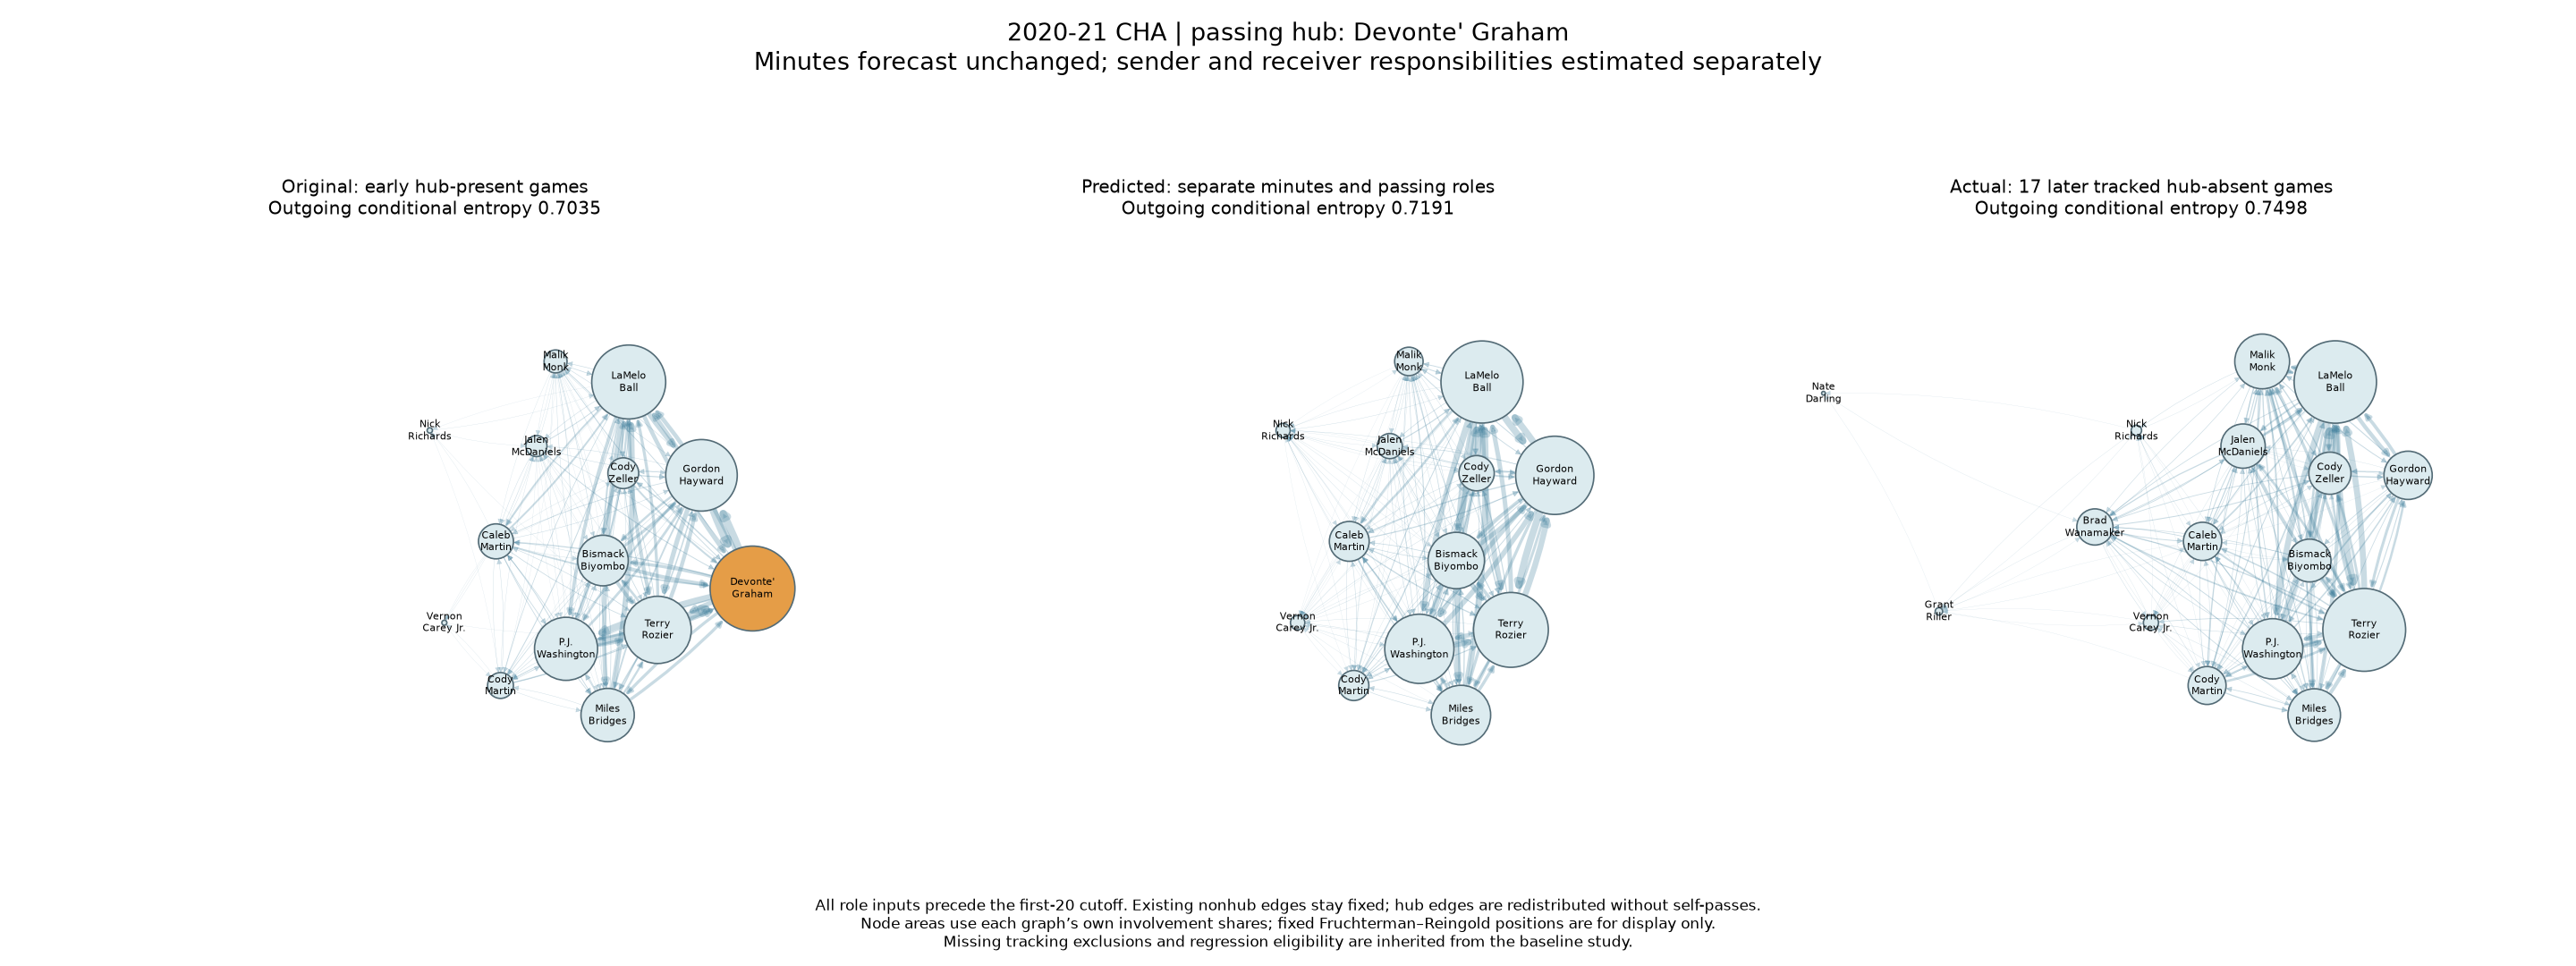 2020-21 CHA | passing hub: Devonte' Graham
Minutes forecast unchanged; sender and receiver responsibilities estimated separately
Original: early hub-present games
Outgoing conditional entropy 0.7035
Malik
Monk
LaMelo
Ball
Nick
Richards
Jalen
McDaniels
Cody
Zeller
Gordon
Hayward
Caleb
Martin
Bismack
Biyombo
Devonte'
Graham
Vernon
Carey Jr.
P.J.
Washington
Terry
Rozier
Cody
Martin
Miles
Bridges
Predicted: separate minutes and passing roles
Outgoing conditional entropy 0.7191
Malik
Monk
LaMelo
Ball
Nick
Richards
Jalen
McDaniels
Cody
Zeller
Gordon
Hayward
Caleb
Martin
Bismack
Biyombo
Vernon
Carey Jr.
P.J.
Washington
Terry
Rozier
Cody
Martin
Miles
Bridges
Actual: 17 later tracked hub-absent games
Outgoing conditional entropy 0.7498
Malik
Monk
LaMelo
Ball
Nate
Darling
Nick
Richards
Jalen
McDaniels
Cody
Zeller
Gordon
Hayward
Brad
Wanamaker
Caleb
Martin
Bismack
Biyombo
Grant
Riller
Vernon
Carey Jr.
P.J.
Washington
Terry
Rozier
Cody
Martin
Miles
Bridges
All role inputs precede the first-20 cutoff. Existing nonhub edges stay fixed; hub edges are redistributed without self-passes.
Node areas use each graph’s own involvement shares; fixed Fruchterman–Reingold positions are for display only.
Missing tracking exclusions and regression eligibility are inherited from the baseline study.